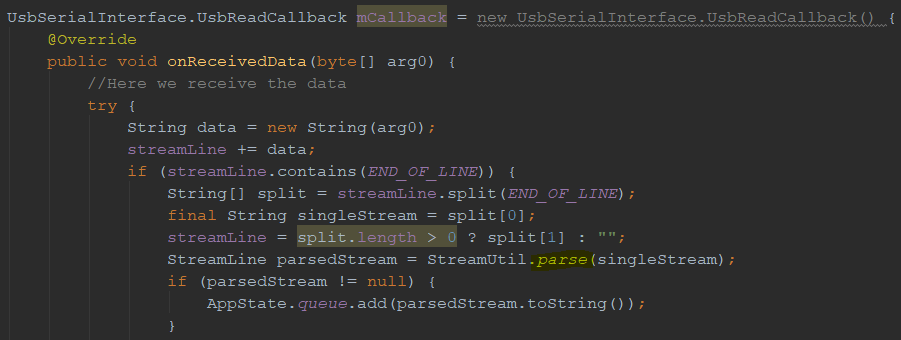 UsbSerialInterface.UsbReadCallback mCallback = new UsbSerialInterface.UsbReadCallback() {
@Override
public void onReceivedData(byte[] arg0) {
//Here we receive the data
try {
String data = new String(arg0);
streamLine += data;
if (streamLine.contains(END_OF_LINE)) {
String[] split = streamLine.split(END_OF_LINE);
final String singleStream = split[0];
streamLine = split.length > 0 ? split[1] : "";
StreamLine parsedStream = StreamUtil.parse(singleStream);
if (parsedStream != null) {
AppState.queue.add(parsedStream.toString());
}